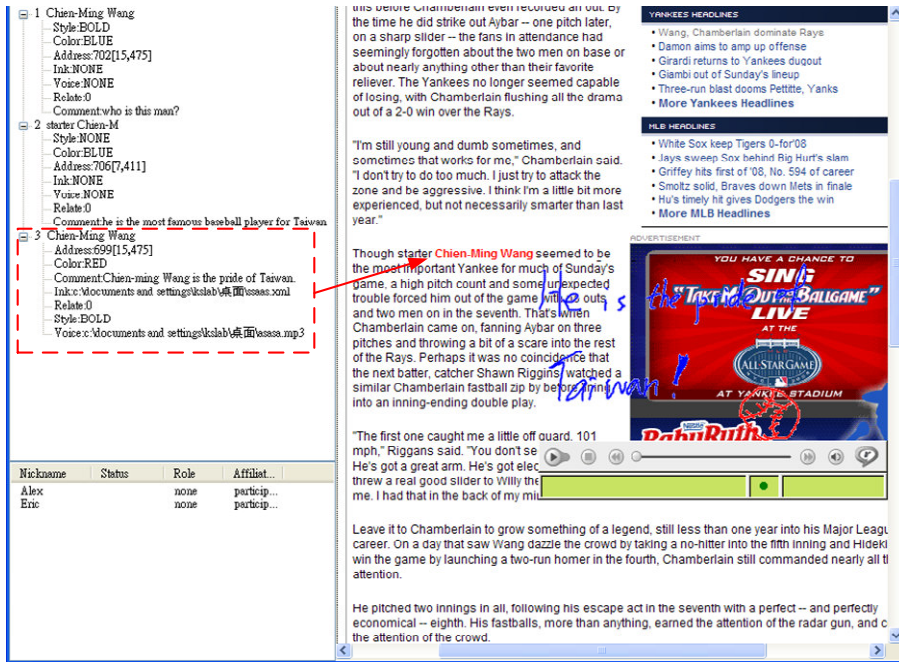 1 Chien-Ming Wang
Style:BOLD
Color:BLUE
Address:702[15,475]
Ink:NONE
Voice:NONE
Relate:0
Comment:who is this man?
2 starter Chien-M
Style:NONE
Color:BLUE
Address:706[7,411]
Ink:NONE
Voice:NONE
Relate:0
Comment:he is the most famous baseball player for Taiwan
3 Chien-Ming Wang
Address:699[15,475]
Color:RED
Comment:Chien-ming Wang is the pride of Taiwan.
Ink:c:\documents and settings\kslab\桌面\ssaas.xml
Relate:0
Style:BOLD
Voice:c:\documents and settings\kslab\桌面\asasa.mp3
Nickname Status Role Affiliat...
Alex none particip...
Eric none particip...
this before Chamberlain even recorded an out. By
the time he did strike out Aybar -- one pitch later,
on a sharp slider -- the fans in attendance had
seemingly forgotten about the two men on base or
about nearly anything other than their favorite
reliever. The Yankees no longer seemed capable
of losing, with Chamberlain flushing all the drama
out of a 2-0 win over the Rays.
"I'm still young and dumb sometimes, and
sometimes that works for me," Chamberlain said.
"I don't try to do too much. I just try to attack the
zone and be aggressive. I think I'm a little bit more
experienced, but not necessarily smarter than last
year."
Though starter Chien-Ming Wang seemed to be
the most important Yankee for much of Sunday's
game, a high pitch count and some unexpected
trouble forced him out of the game with no outs
and two men on in the seventh. That's when
Chamberlain came on, fanning Aybar on three
pitches and throwing a bit of a scare into the rest
of the Rays. Perhaps it was no coincidence that
the next batter, catcher Shawn Riggins, watched a
similar Chamberlain fastball zip by before lining
into an inning-ending double play.
He is the pride of
Taiwan!
"The first one caught me a little off guard, 101
mph," Riggans said. "You don't se
He's got a great arm. He's got elec
threw a real good slider to Willy the
me. I had that in the back of my mi
Leave it to Chamberlain to grow something of a legend, still less than one year into his Major Leagu
career. On a day that saw Wang dazzle the crowd by taking a no-hitter into the fifth inning and Hideki
win the game by launching a two-run homer in the fourth, Chamberlain still commanded nearly all t
attention.
He pitched two innings in all, following his escape act in the seventh with a perfect -- and perfectly
economical -- eighth. His fastballs, more than anything, earned the attention of the radar gun, and c
the attention of the crowd.
YANKEES HEADLINES
• Wang, Chamberlain dominate Rays
• Damon aims to amp up offense
• Girardi returns to Yankees dugout
• Giambi out of Sunday's lineup
• Three-run blast dooms Pettitte, Yanks
• More Yankees Headlines
MLB HEADLINES
• White Sox keep Tigers 0-for'08
• Jays sweep Sox behind Big Hurt's slam
• Griffey hits first of '08, No. 594 of career
• Smoltz solid, Braves down Mets in finale
• Hu's timely hit gives Dodgers the win
• More MLB Headlines
ADVERTISEMENT
YOU HAVE A CHANCE TO
SING
"TAKE ME OUT TO THE BALLGAME"
LIVE
AT THE
ALL STAR GAME
AT YANKEE STADIUM
Nestlé
BabyRuth